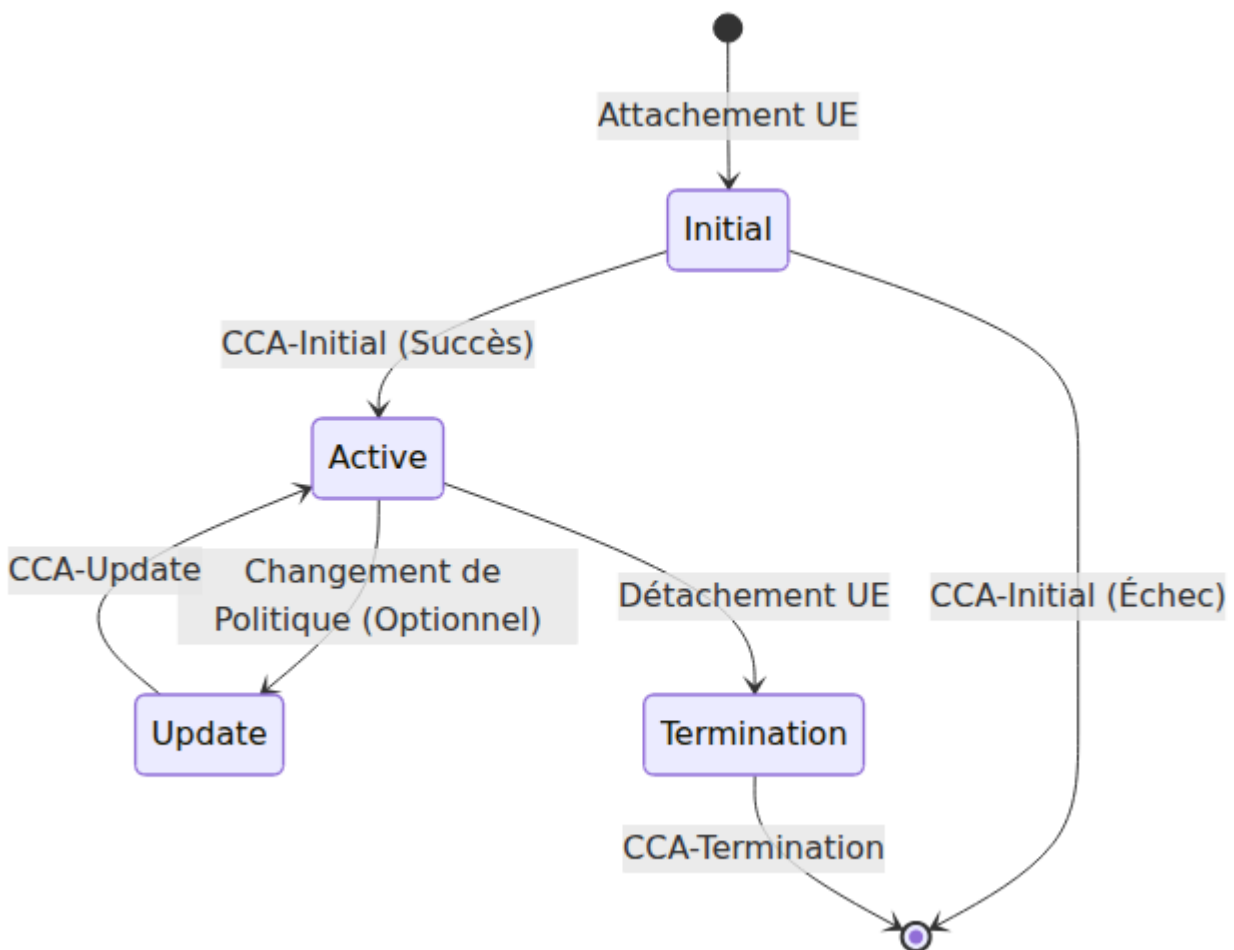 Attachement UE
Initial
CCA-Initial (Succès)
Active
CCA-Update
Changement de
Politique (Optionnel)
Détachement UE
CCA-Initial (Échec)
Update
Termination
CCA-Termination